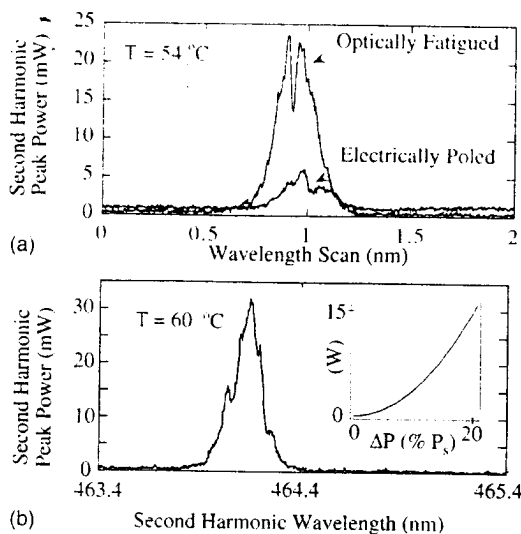 Second Harmonic
Peak Power (mW)
25
20
15
10
5
0
T = 54 °C
Optically Fatigued
Electrically Poled
0 0.5 1 1.5 2
(a)
Wavelength Scan (nm)
Second Harmonic
Peak Power (mW)
30
20
10
0
T = 60 °C
15
(W)
0
0 20
ΔP (% Ps)
463.4 464.4 465.4
(b)
Second Harmonic Wavelength (nm)